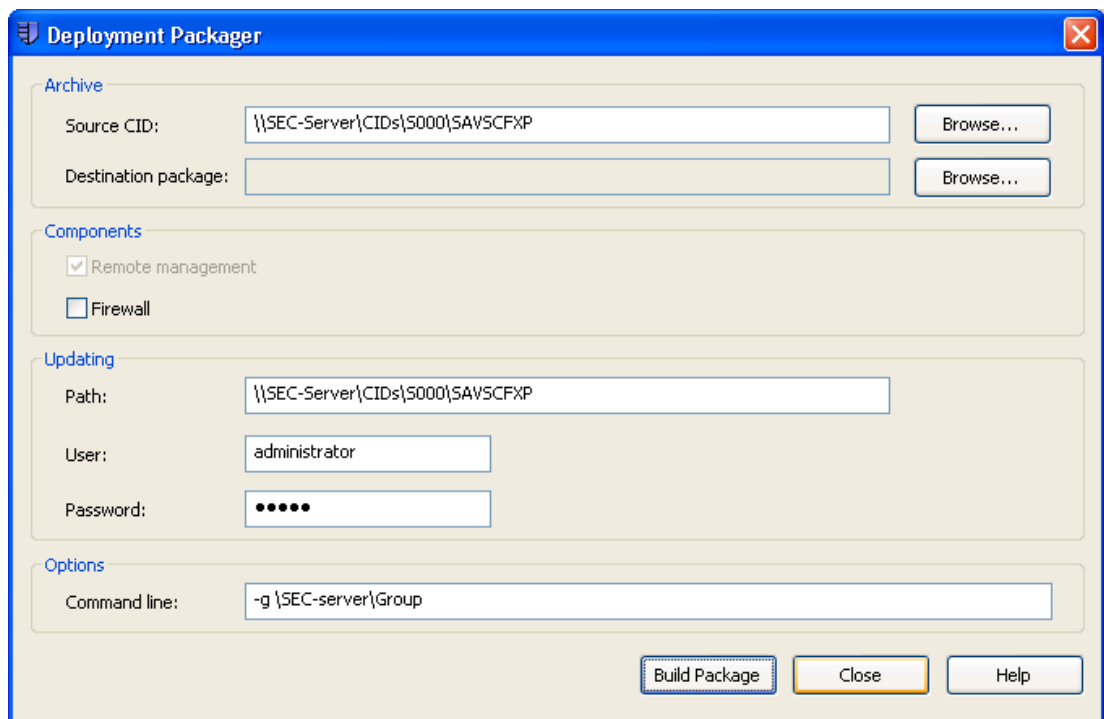 Deployment Packager
Archive
Source CID: \\SEC-Server\CIDs\S000\SAVSCFXP Browse...
Destination package: Browse...
Components
Remote management
Firewall
Updating
Path: \\SEC-Server\CIDs\S000\SAVSCFXP
User: administrator
Password: •••••
Options
Command line: -g \SEC-server\Group
Build Package Close Help